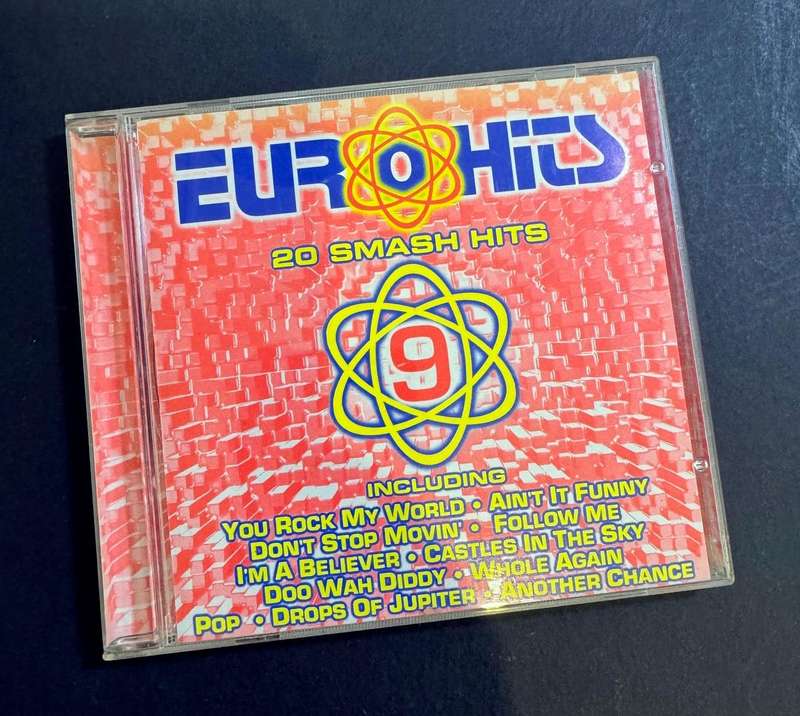 EUROHITS
20 SMASH HITS
9
INCLUDING
YOU ROCK MY WORLD • AIN'T IT FUNNY
DON'T STOP MOVIN' • FOLLOW ME
I'M A BELIEVER • CASTLES IN THE SKY
DOO WAH DIDDY • WHOLE AGAIN
POP • DROPS OF JUPITER • ANOTHER CHANCE